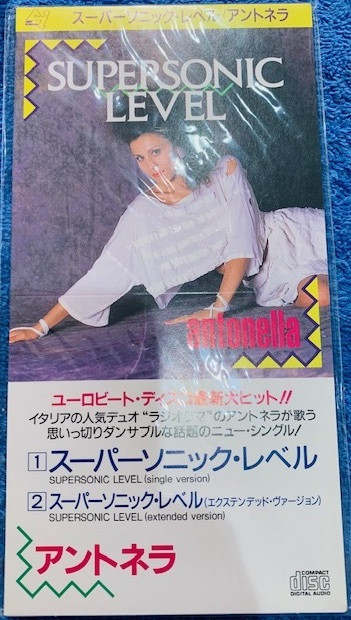 スーパーソニック・レベル/アントネラ
SUPERSONIC
LEVEL
antonella
ユーロビート・ディスコ最新大ヒット!!
イタリアの人気デュオ“ラジオラマ”のアントネラが歌う
思いっ切りダンサブルな話題のニュー・シングル!
1 スーパーソニック・レベル
SUPERSONIC LEVEL (single version)
2 スーパーソニック・レベル(エクステンデッド・ヴァージョン)
SUPERSONIC LEVEL (extended version)
アントネラ
COMPACT
disc
DIGITAL AUDIO